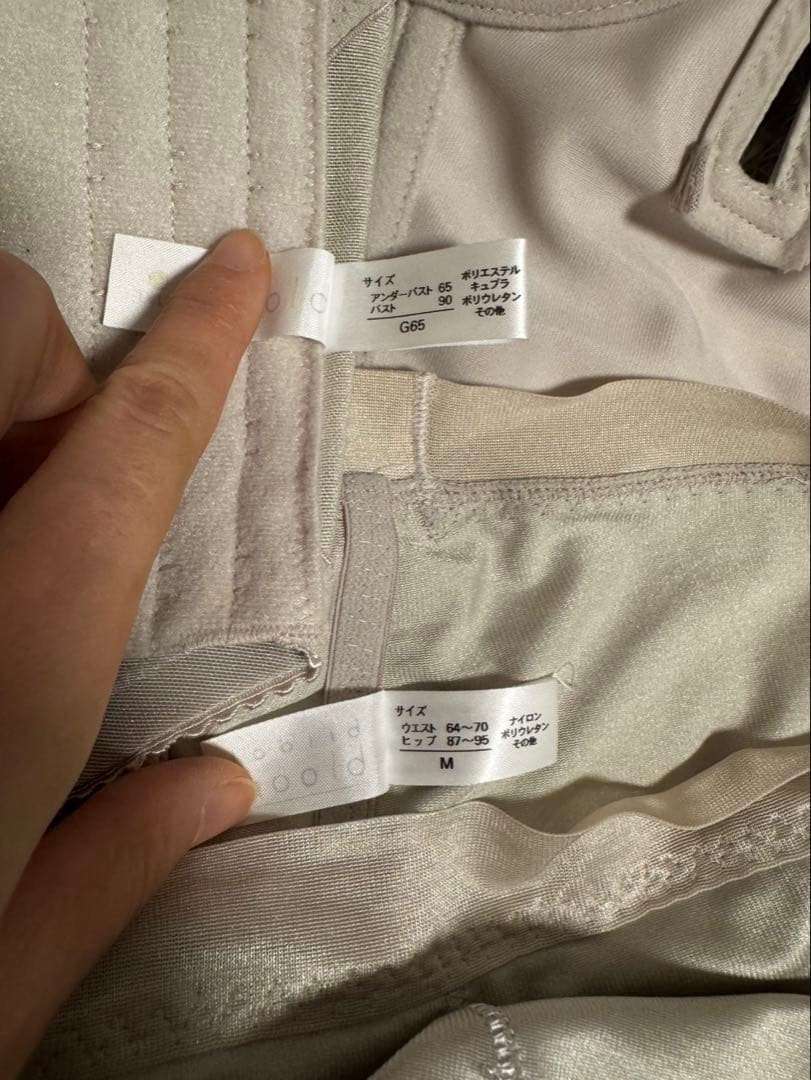 サイズ
アンダーバスト 65
バスト 90
G65
ポリエステル
キュプラ
ポリウレタン
その他
サイズ
ウエスト 64～70
ヒップ 87～95
M
ナイロン
ポリウレタン
その他